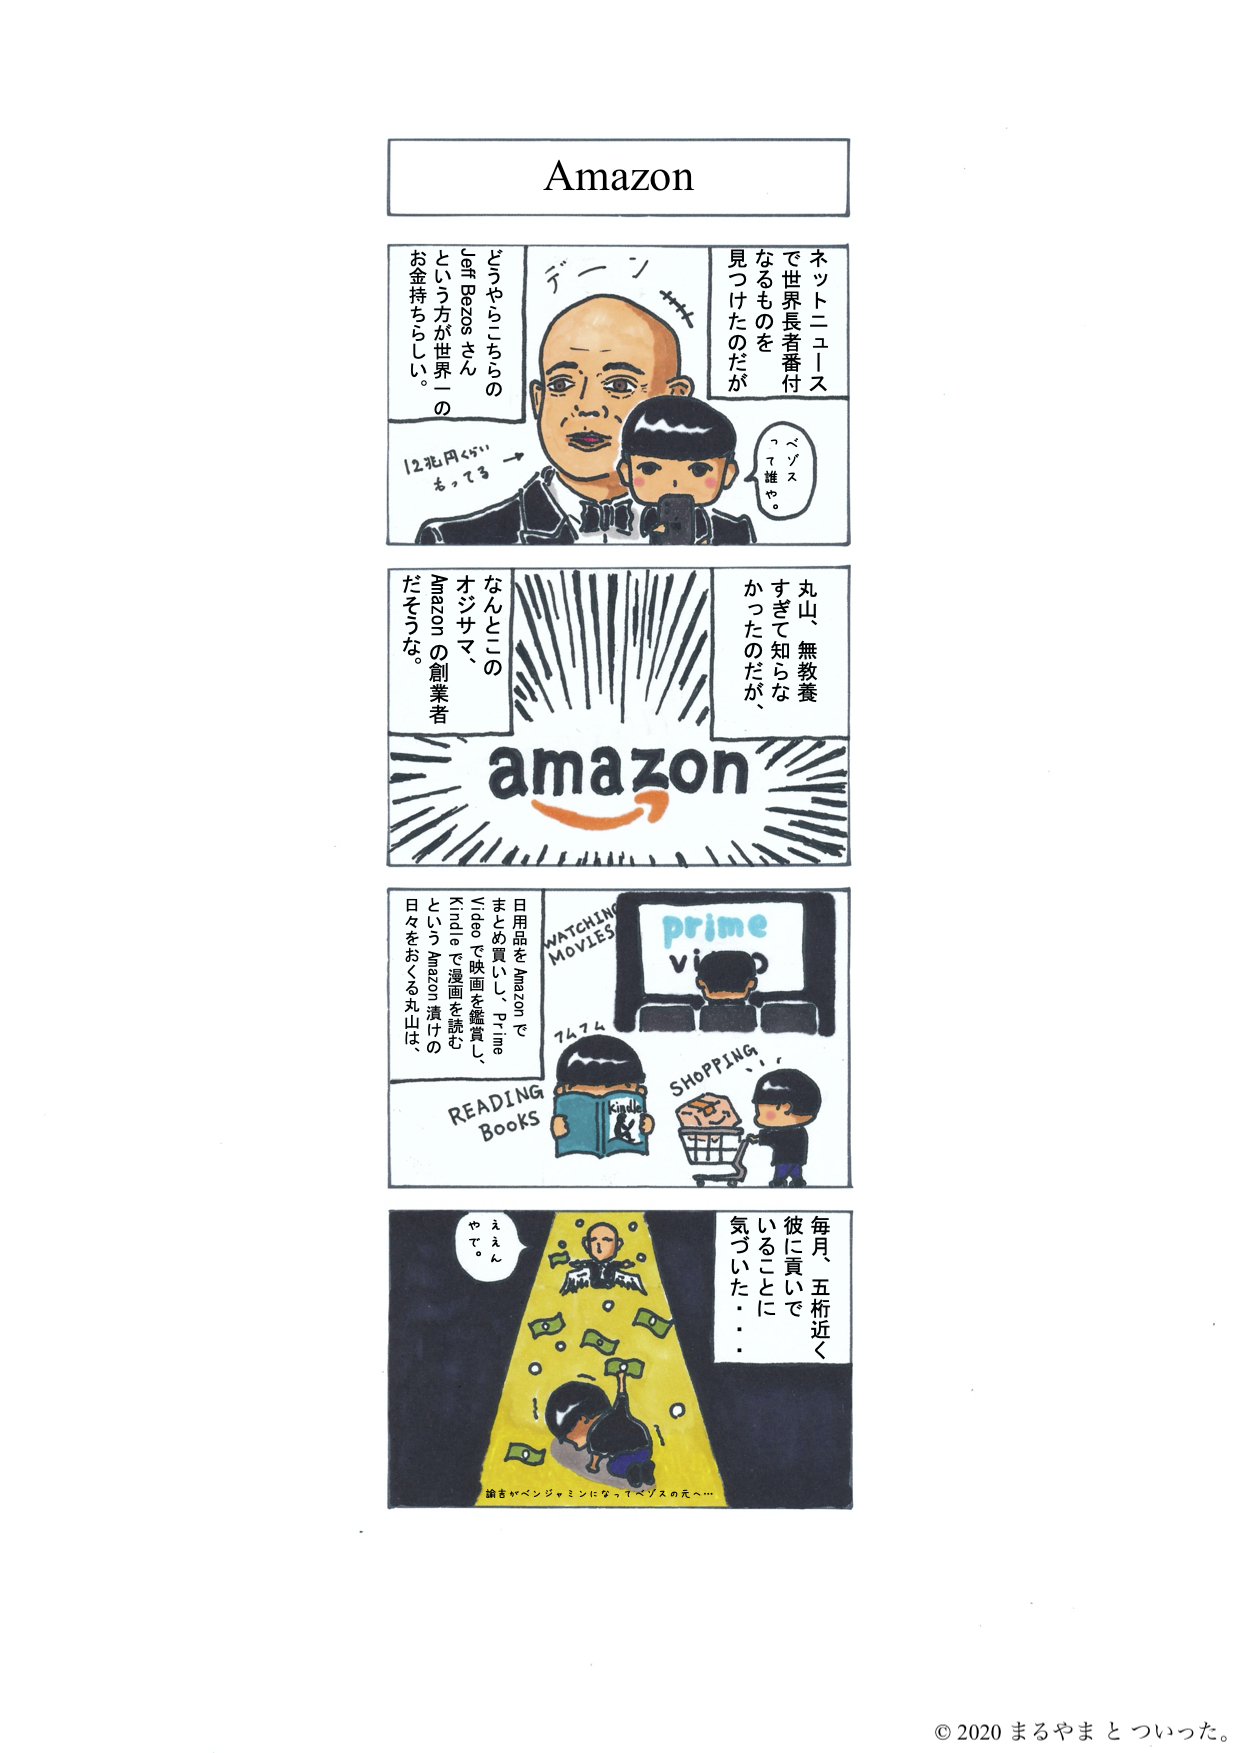 Amazon
ネットニュース
で世界長者番付
なるものを
見つけたのだが
デーン
ベゾス
って誰や。
どうやらこちらの
Jeff Bezos さん
という方が世界一の
お金持ちらしい。
12兆円くらい
もってる
丸山、無教養
すぎて知らな
かったのだが、
なんとこの
オジサマ、
Amazon の創業者
だそうな。
amazon
prime
video
WATCHING
MOVIES
日用品を Amazon で
まとめ買いし、Prime
Video で映画を鑑賞し、
Kindle で漫画を読む
という Amazon 漬けの
日々をおくる丸山は、
フムフム
kindle
READING
BOOKS
SHOPPING
毎月、五桁近く
彼に貢いで
いることに
気づいた・・・
ええん
やで。
諭吉がベンジャミンになってベゾスの元へ…
© 2020 まるやま と ついった。